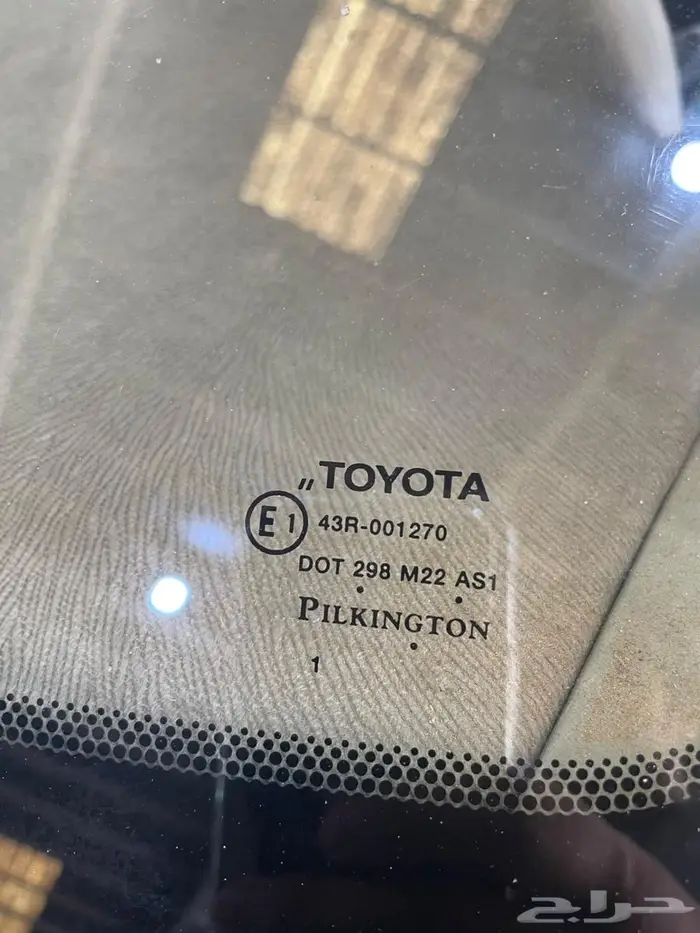 〃TOYOTA
E1 43R-001270
DOT 298 M22 AS1
PILKINGTON
1
حراج